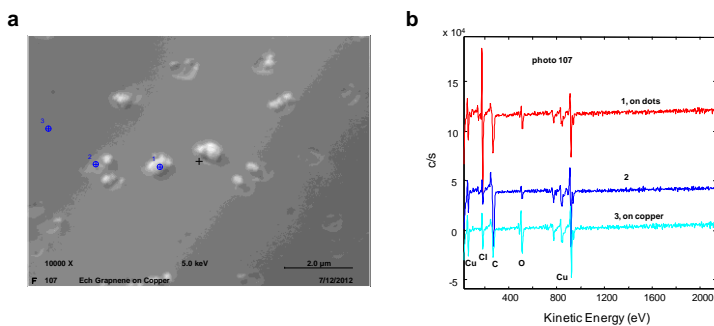 a
3
2
1
10000 X 5.0 keV 2.0 µm
F 107 Ech Grapnene on Copper 7/12/2012
b
x 10⁴
photo 107
15
10
5
0
-5
c/s
1, on dots
2
3, on copper
Cu Cl C O Cu
400 800 1200 1600 2000
Kinetic Energy (eV)